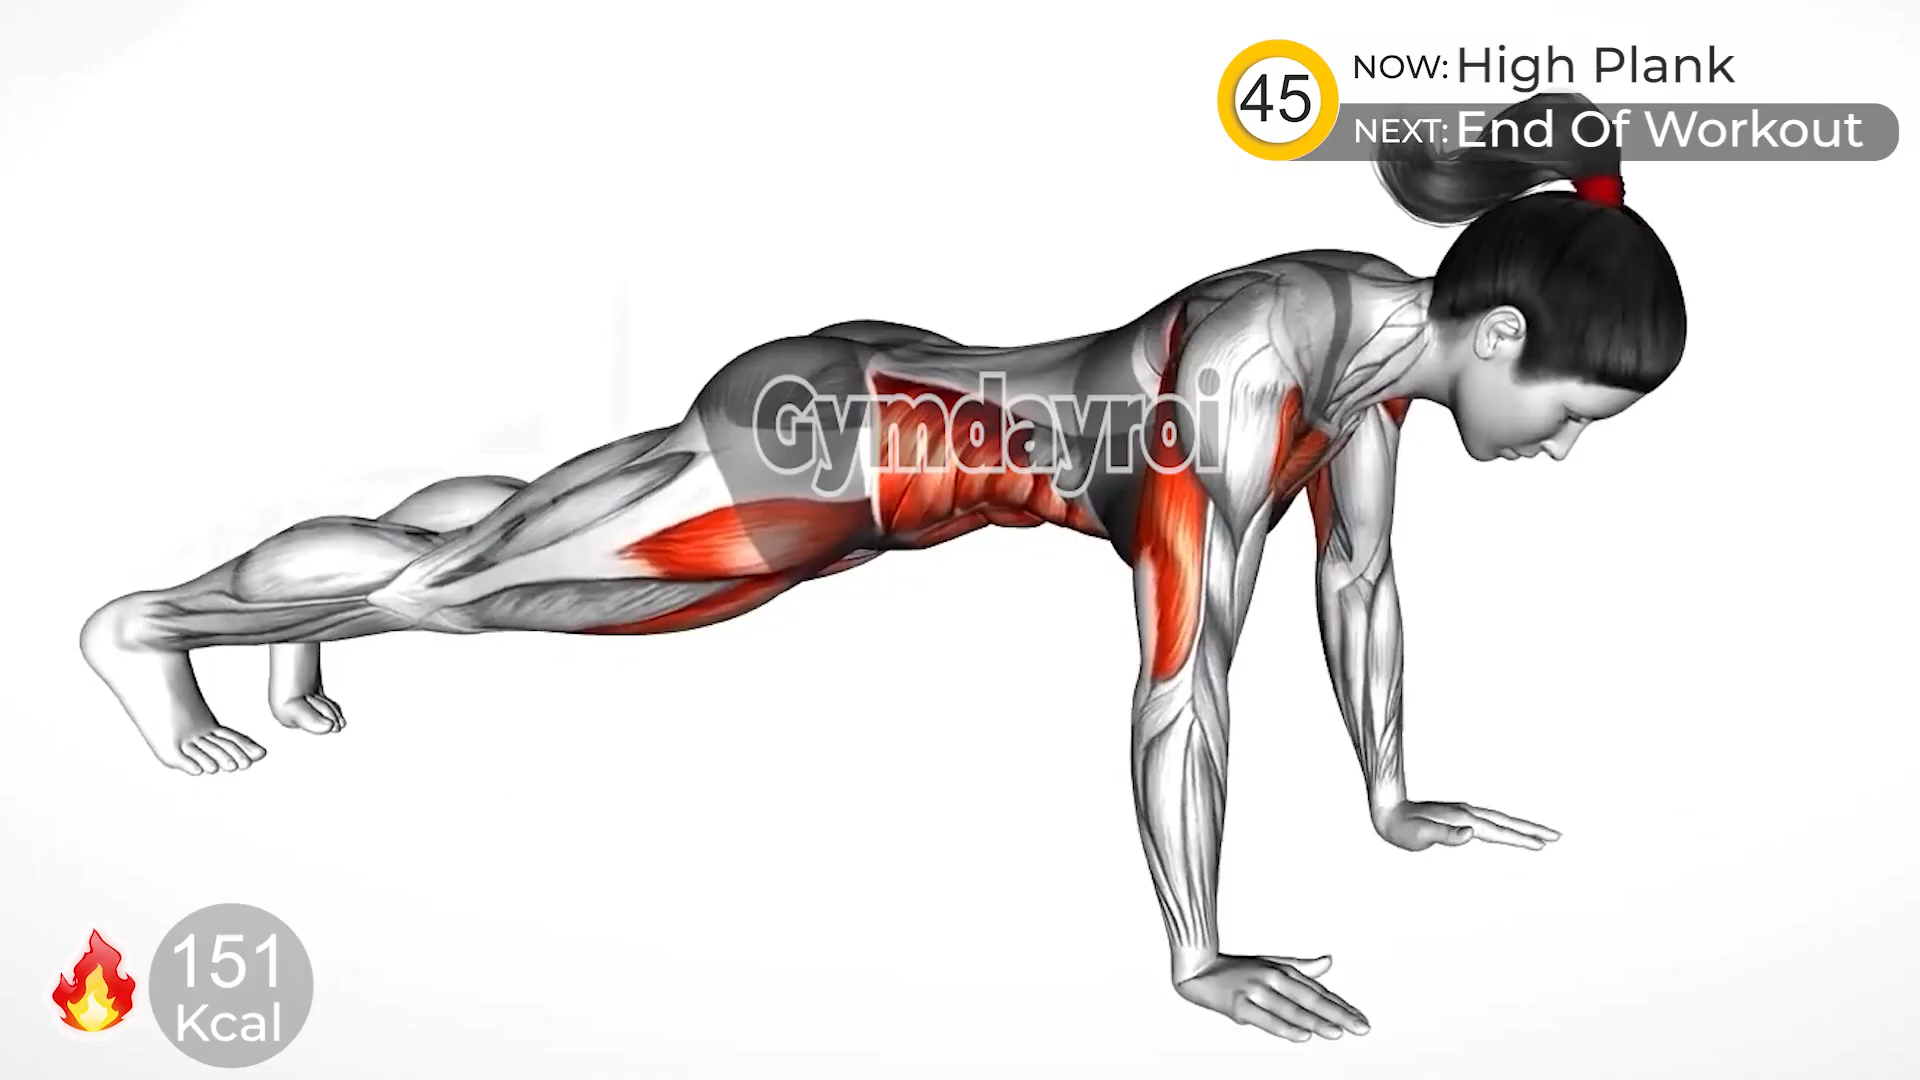 45
NOW: High Plank
NEXT: End Of Workout
Gymdayroi
151
Kcal